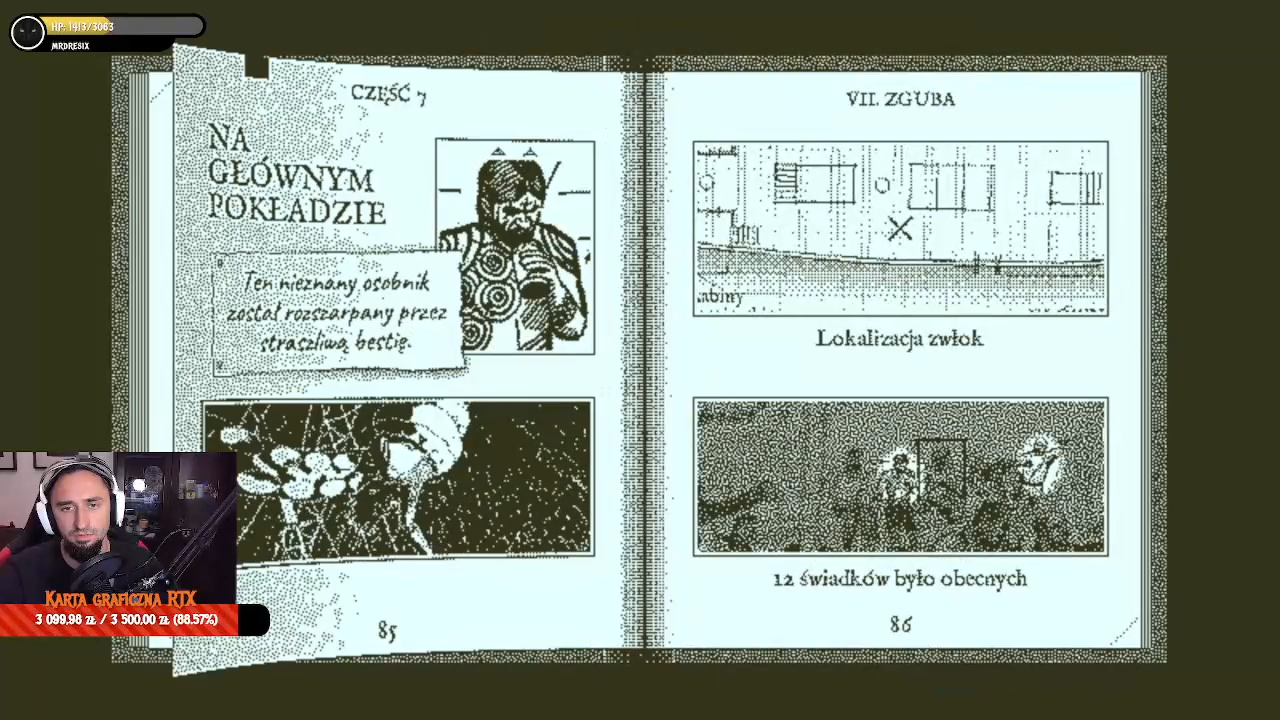 HP: 1413/3063
MRDRESIX
CZĘŚĆ 7
NA
GŁÓWNYM
POKŁADZIE
Ten nieznany osobnik
został rozszarpany przez
straszliwą bestię.
85
VII. ZGUBA
abiny
Lokalizacja zwłok
12 świadków było obecnych
86
KARTA GRAFICZNA RTX
3 099,98 ZŁ / 3 500,00 ZŁ (88.57%)